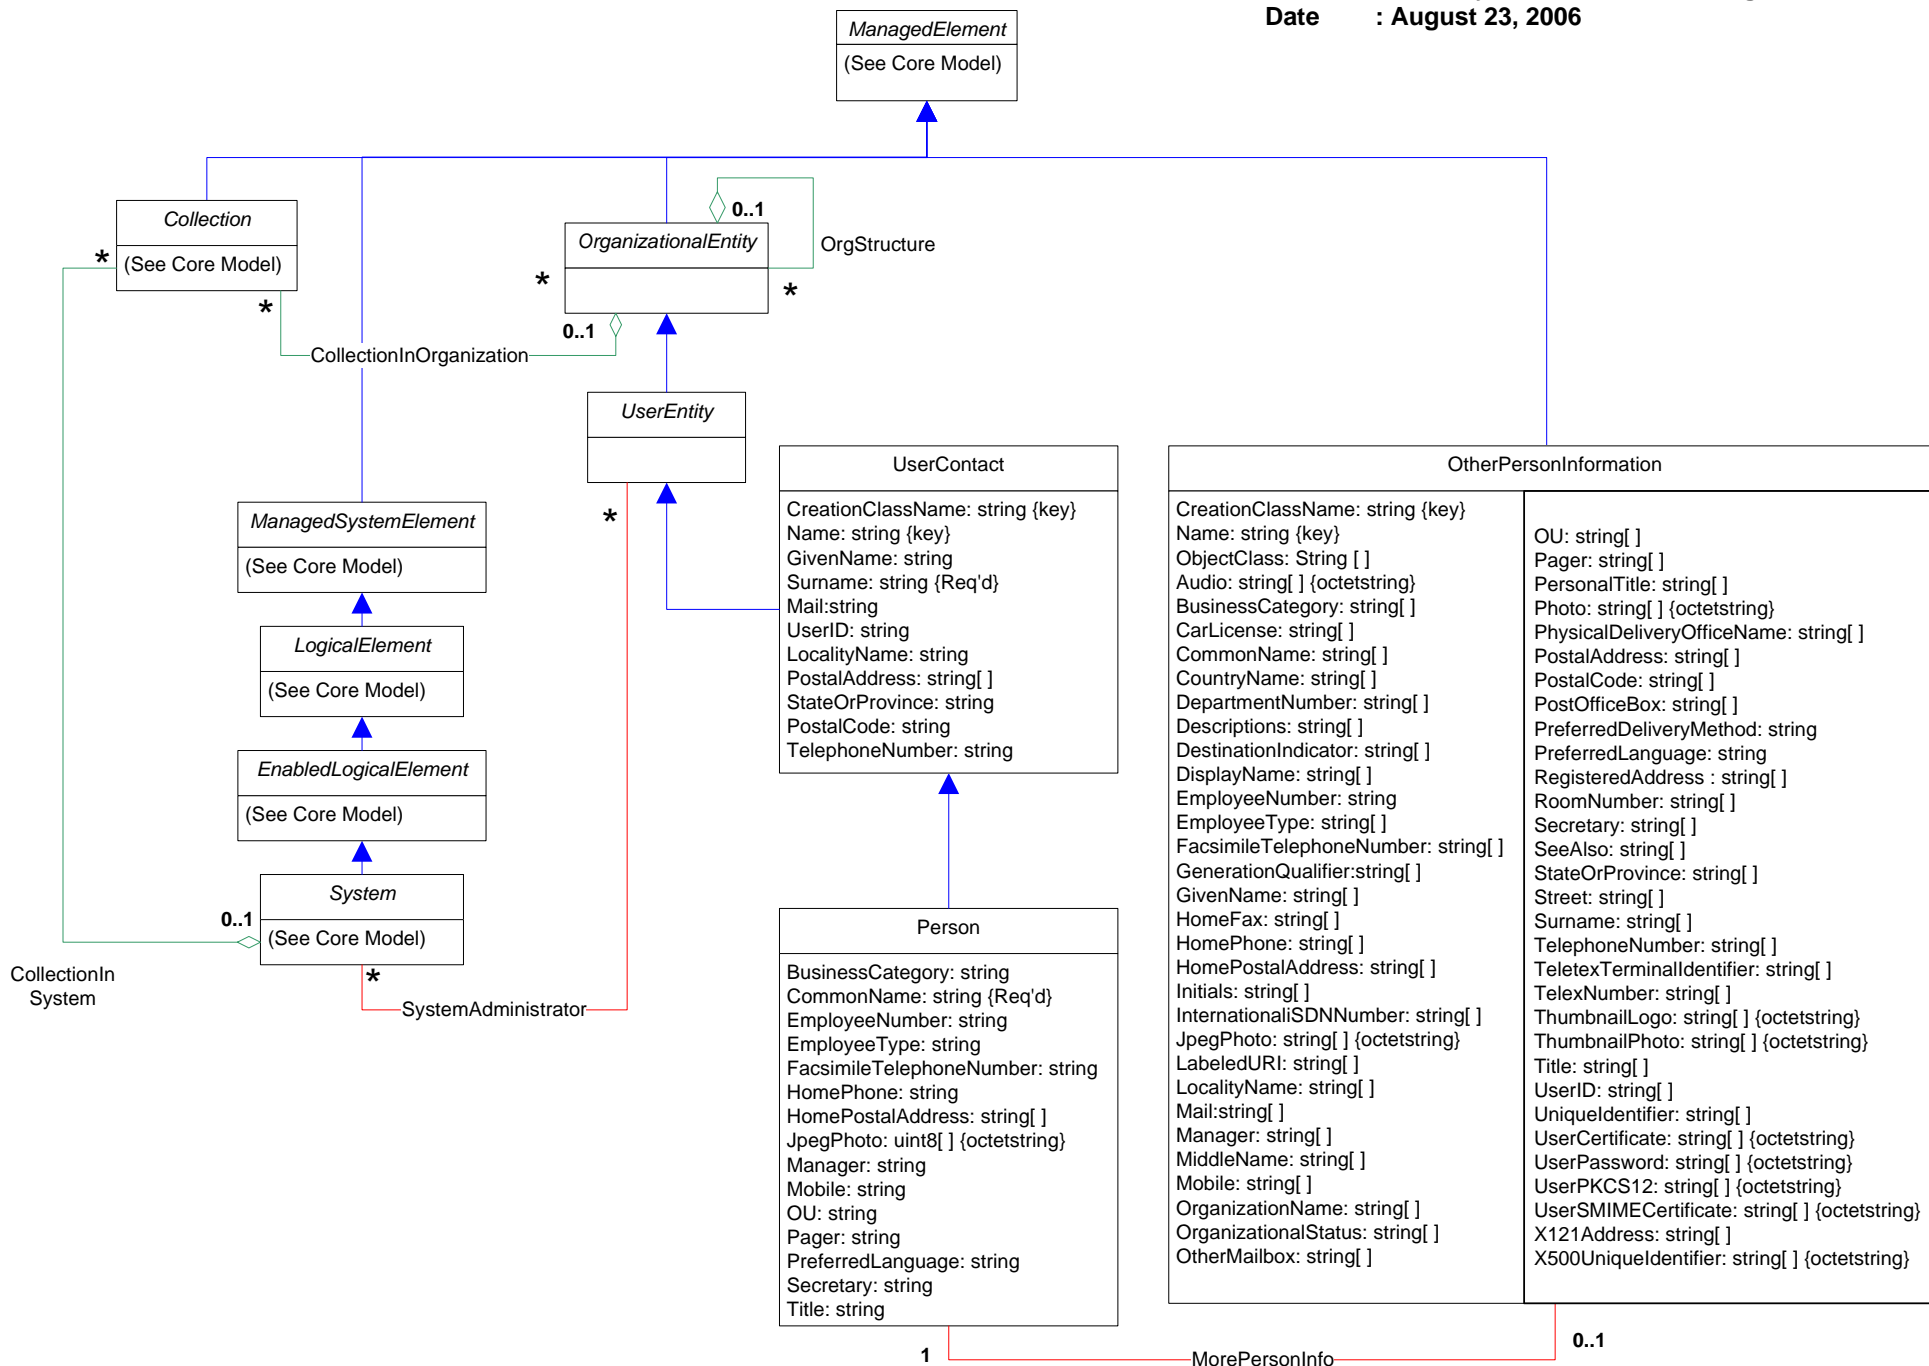 Date : August 23, 2006
ManagedElement
(See Core Model)
Collection
(See Core Model)
*
*
OrganizationalEntity
0..1
OrgStructure
*
*
0..1
CollectionInOrganization
UserEntity
*
ManagedSystemElement
(See Core Model)
LogicalElement
(See Core Model)
EnabledLogicalElement
(See Core Model)
System
(See Core Model)
0..1
*
CollectionIn
System
SystemAdministrator
UserContact
CreationClassName: string {key}
Name: string {key}
GivenName: string
Surname: string {Req'd}
Mail:string
UserID: string
LocalityName: string
PostalAddress: string[ ]
StateOrProvince: string
PostalCode: string
TelephoneNumber: string
Person
BusinessCategory: string
CommonName: string {Req'd}
EmployeeNumber: string
EmployeeType: string
FacsimileTelephoneNumber: string
HomePhone: string
HomePostalAddress: string[ ]
JpegPhoto: uint8[ ] {octetstring}
Manager: string
Mobile: string
OU: string
Pager: string
PreferredLanguage: string
Secretary: string
Title: string
OtherPersonInformation
CreationClassName: string {key}
Name: string {key}
ObjectClass: String [ ]
Audio: string[ ] {octetstring}
BusinessCategory: string[ ]
CarLicense: string[ ]
CommonName: string[ ]
CountryName: string[ ]
DepartmentNumber: string[ ]
Descriptions: string[ ]
DestinationIndicator: string[ ]
DisplayName: string[ ]
EmployeeNumber: string
EmployeeType: string[ ]
FacsimileTelephoneNumber: string[ ]
GenerationQualifier:string[ ]
GivenName: string[ ]
HomeFax: string[ ]
HomePhone: string[ ]
HomePostalAddress: string[ ]
Initials: string[ ]
InternationaliSDNNumber: string[ ]
JpegPhoto: string[ ] {octetstring}
LabeledURI: string[ ]
LocalityName: string[ ]
Mail:string[ ]
Manager: string[ ]
MiddleName: string[ ]
Mobile: string[ ]
OrganizationName: string[ ]
OrganizationalStatus: string[ ]
OtherMailbox: string[ ]
OU: string[ ]
Pager: string[ ]
PersonalTitle: string[ ]
Photo: string[ ] {octetstring}
PhysicalDeliveryOfficeName: string[ ]
PostalAddress: string[ ]
PostalCode: string[ ]
PostOfficeBox: string[ ]
PreferredDeliveryMethod: string
PreferredLanguage: string
RegisteredAddress : string[ ]
RoomNumber: string[ ]
Secretary: string[ ]
SeeAlso: string[ ]
StateOrProvince: string[ ]
Street: string[ ]
Surname: string[ ]
TelephoneNumber: string[ ]
TeletexTerminalIdentifier: string[ ]
TelexNumber: string[ ]
ThumbnailLogo: string[ ] {octetstring}
ThumbnailPhoto: string[ ] {octetstring}
Title: string[ ]
UserID: string[ ]
UniqueIdentifier: string[ ]
UserCertificate: string[ ] {octetstring}
UserPassword: string[ ] {octetstring}
UserPKCS12: string[ ] {octetstring}
UserSMIMECertificate: string[ ] {octetstring}
X121Address: string[ ]
X500UniqueIdentifier: string[ ] {octetstring}
1
MorePersonInfo
0..1